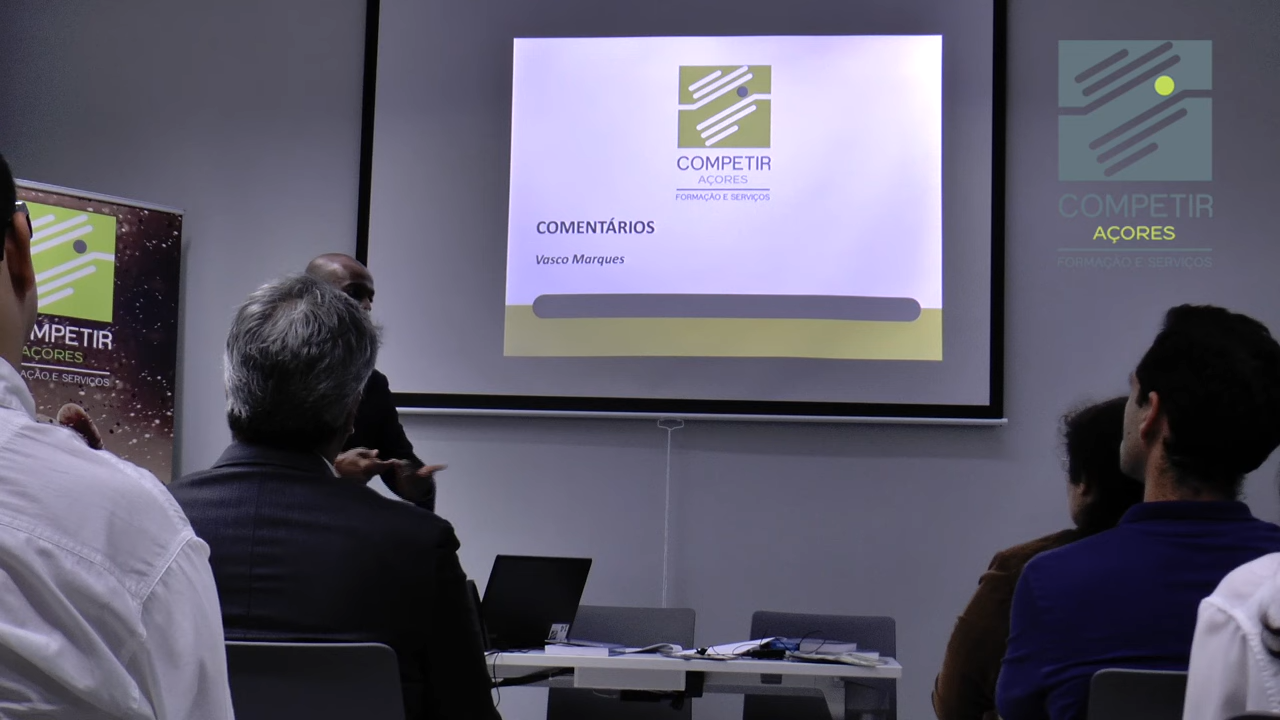 COMPETIR
AÇORES
FORMAÇÃO E SERVIÇOS
COMENTÁRIOS
Vasco Marques
MPETIR
AÇORES
AÇÃO E SERVIÇOS
COMPETIR
AÇORES
FORMAÇÃO E SERVIÇOS